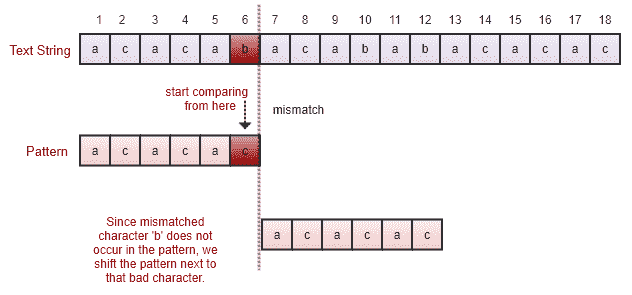 1 2 3 4 5 6 7 8 9 10 11 12 13 14 15 16 17 18
Text String a c a c a b a c a b a b a c a c a c
start comparing
from here
mismatch
Pattern a c a c a c
a c a c a c
Since mismatched
character 'b' does not
occur in the pattern, we
shift the pattern next to
that bad character.